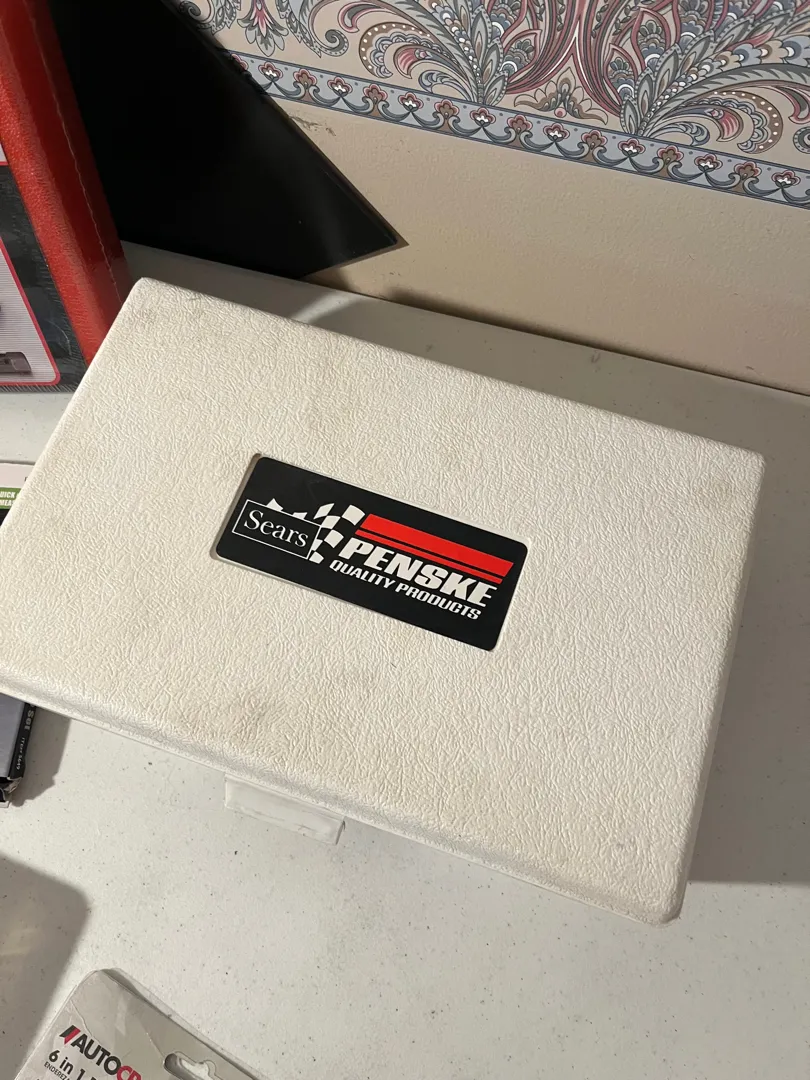 Sears
PENSKE
QUALITY PRODUCTS
AUTOCR
6 in 1